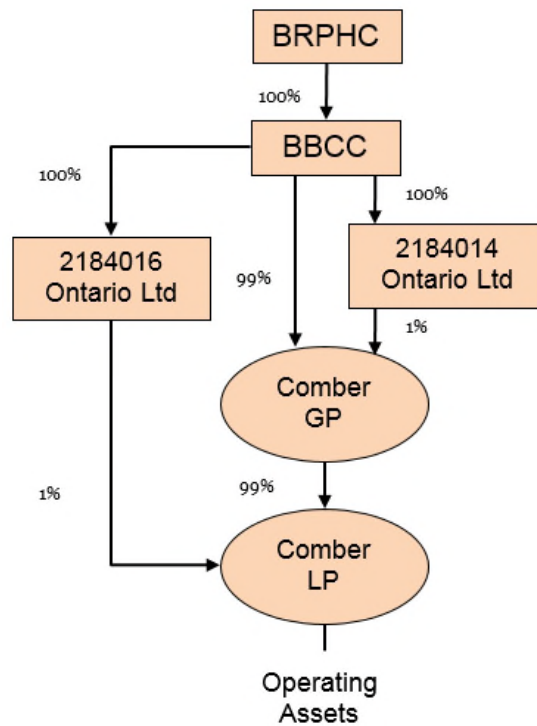 BRPHC
100%
BBCC
100%
100%
2184016
Ontario Ltd
99%
2184014
Ontario Ltd
1%
Comber
GP
1%
99%
Comber
LP
Operating
Assets